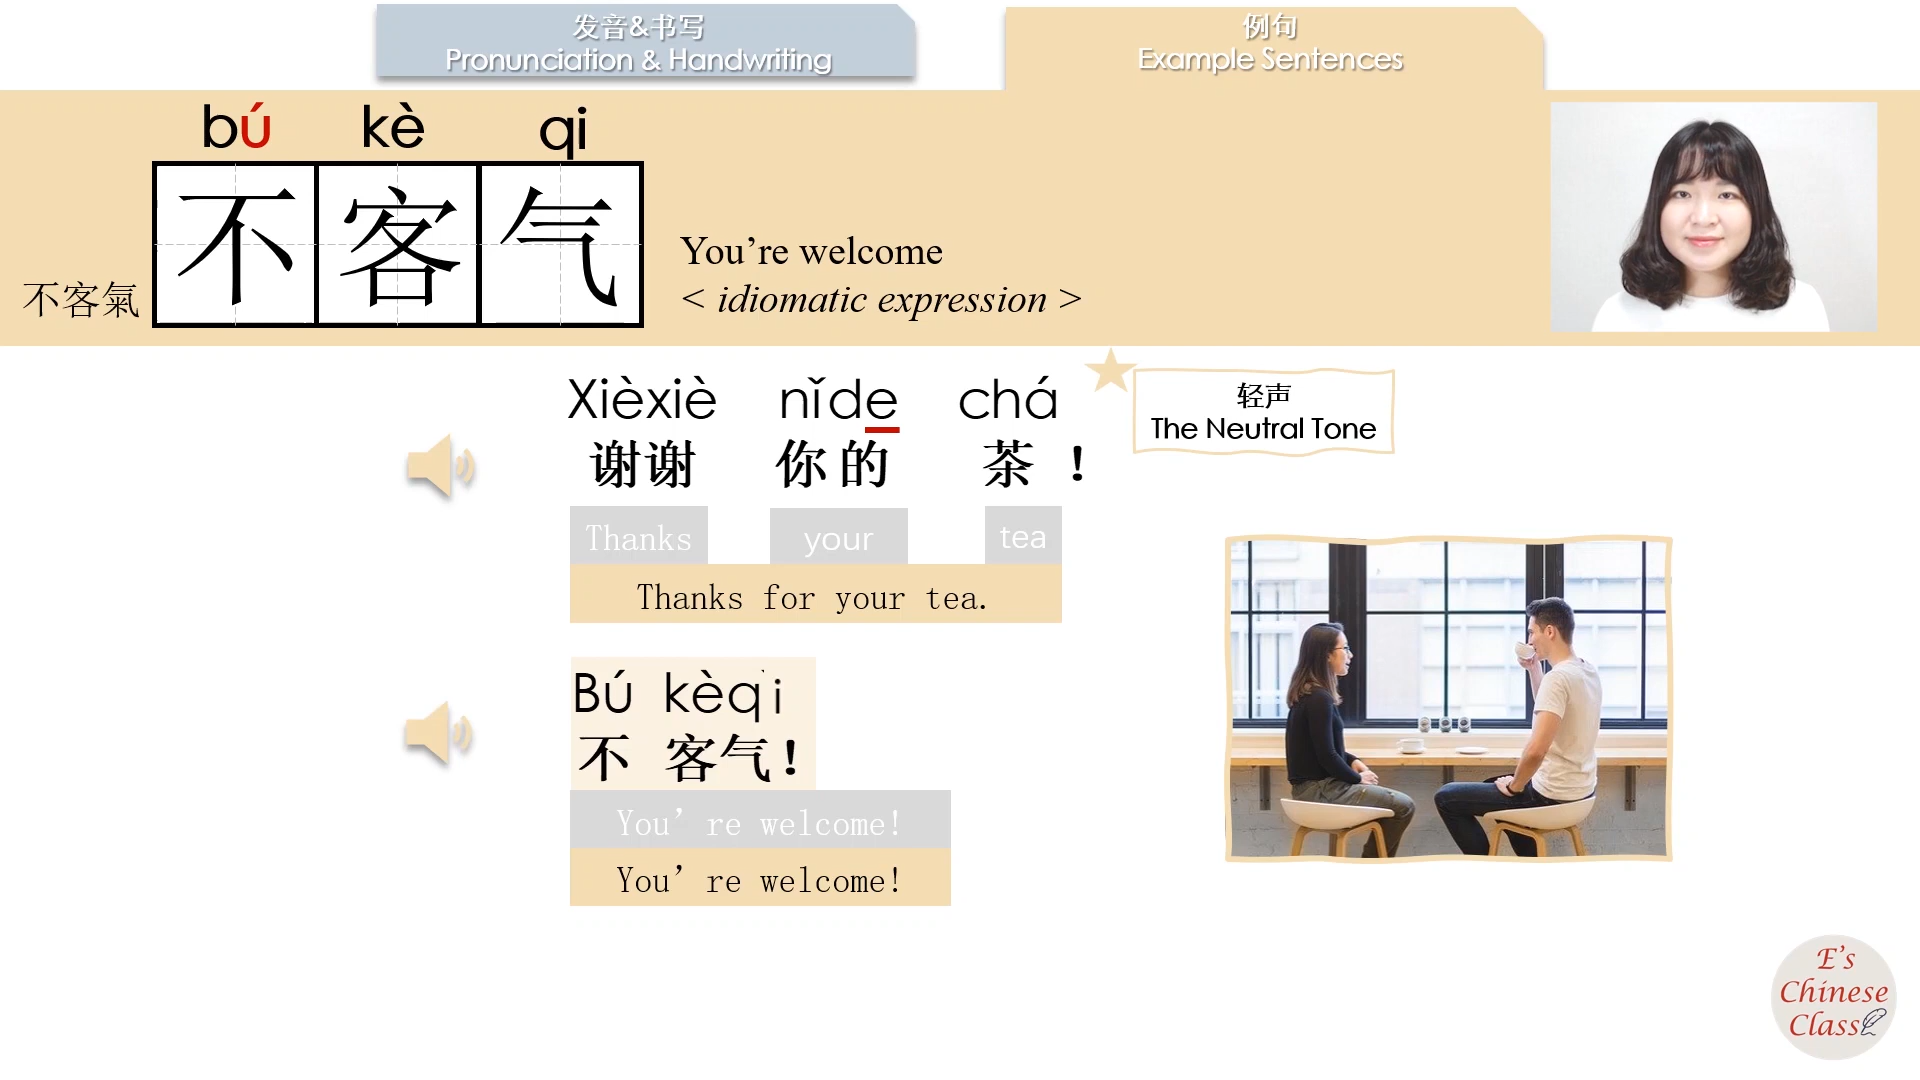 发音&书写
Pronunciation & Handwriting
例句
Example Sentences
bú kè qi
不客气
不客氣
You’re welcome
< idiomatic expression >
Xièxiè nǐde chá
谢谢 你的 茶 !
轻声
The Neutral Tone
Thanks your tea
Thanks for your tea.
Bú kèqi
不 客气!
You’re welcome!
You’re welcome!
E’s
Chinese
Class